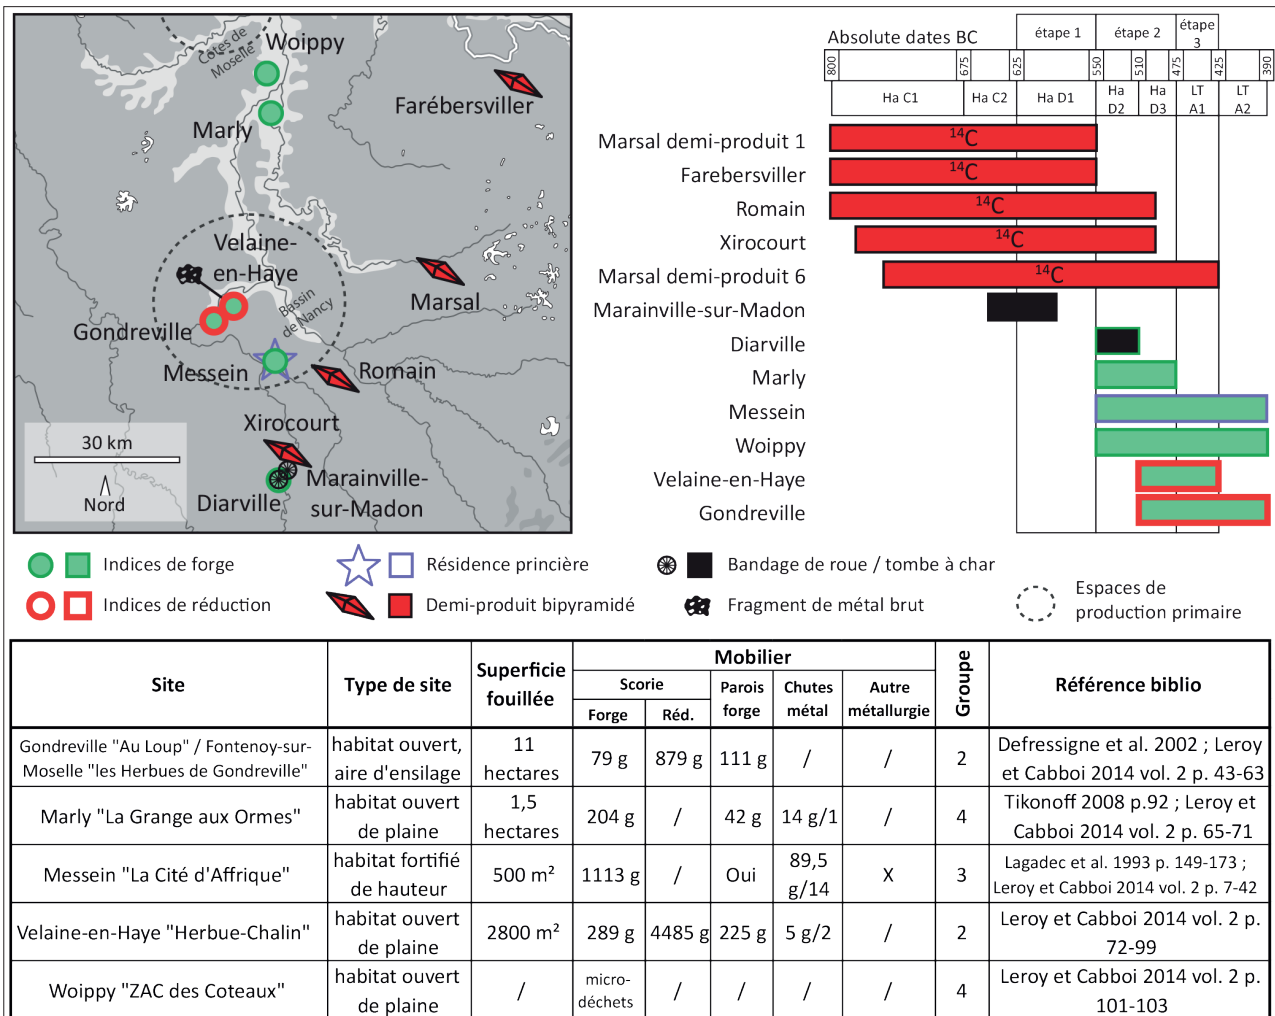 Woippy
Côtes de
Moselle
Farébersviller
Marly
Velaine-
en-Haye
Bassin
de Nancy
Marsal
Gondreville
Messein
Romain
Xirocourt
30 km
Nord
Marainville-
sur-Madon
Diarville
Absolute dates BC
étape 1
étape 2
étape
3
800 675 625 550 510 475 425 390
Ha C1
Ha C2
Ha D1
Ha
D2
Ha
D3
LT
A1
LT
A2
Marsal demi-produit 1 14C
Farebersviller 14C
Romain 14C
Xirocourt 14C
Marsal demi-produit 6 14C
Marainville-sur-Madon
Diarville
Marly
Messein
Woippy
Velaine-en-Haye
Gondreville
Indices de forge
Résidence princière
Bandage de roue / tombe à char
Indices de réduction
Demi-produit bipyramidé
Fragment de métal brut
Espaces de
production primaire
Site
Type de site
Superficie
fouillée
Mobilier
Scorie
Forge
Réd.
Parois
forge
Chutes
métal
Autre
métallurgie
Groupe
Référence biblio
Gondreville "Au Loup" / Fontenoy-sur-
Moselle "les Herbues de Gondreville"
habitat ouvert,
aire d'ensilage
11
hectares
79 g
879 g
111 g
/
/
2
Defressigne et al. 2002 ; Leroy
et Cabboi 2014 vol. 2 p. 43-63
Marly "La Grange aux Ormes"
habitat ouvert
de plaine
1,5
hectares
204 g
/
42 g
14 g/1
/
4
Tikonoff 2008 p.92 ; Leroy et
Cabboi 2014 vol. 2 p. 65-71
Messein "La Cité d'Affrique"
habitat fortifié
de hauteur
500 m²
1113 g
/
Oui
89,5
g/14
X
3
Lagadec et al. 1993 p. 149-173 ;
Leroy et Cabboi 2014 vol. 2 p. 7-42
Velaine-en-Haye "Herbue-Chalin"
habitat ouvert
de plaine
2800 m²
289 g
4485 g
225 g
5 g/2
/
2
Leroy et Cabboi 2014 vol. 2 p.
72-99
Woippy "ZAC des Coteaux"
habitat ouvert
de plaine
/
micro-
déchets
/
/
/
/
4
Leroy et Cabboi 2014 vol. 2 p.
101-103